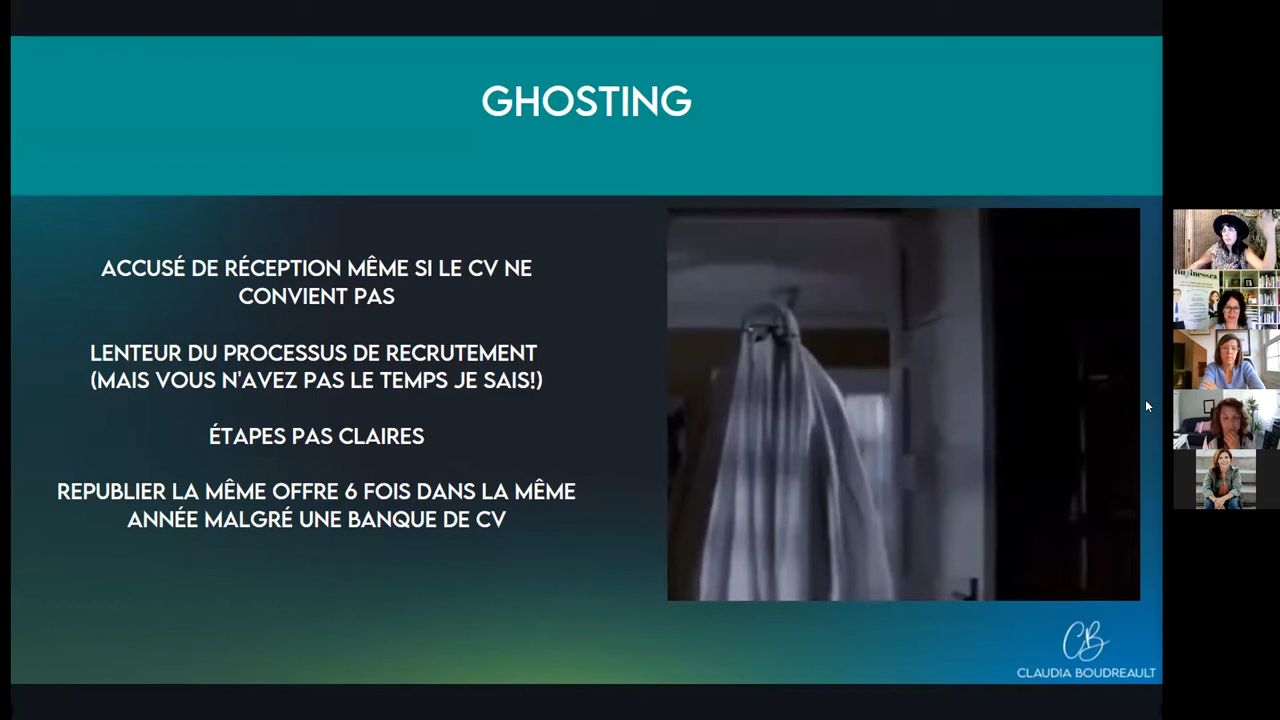 GHOSTING
ACCUSÉ DE RÉCEPTION MÊME SI LE CV NE
CONVIENT PAS
LENTEUR DU PROCESSUS DE RECRUTEMENT
(MAIS VOUS N'AVEZ PAS LE TEMPS JE SAIS!)
ÉTAPES PAS CLAIRES
REPUBLIER LA MÊME OFFRE 6 FOIS DANS LA MÊME
ANNÉE MALGRÉ UNE BANQUE DE CV
CB
CLAUDIA BOUDREAULT